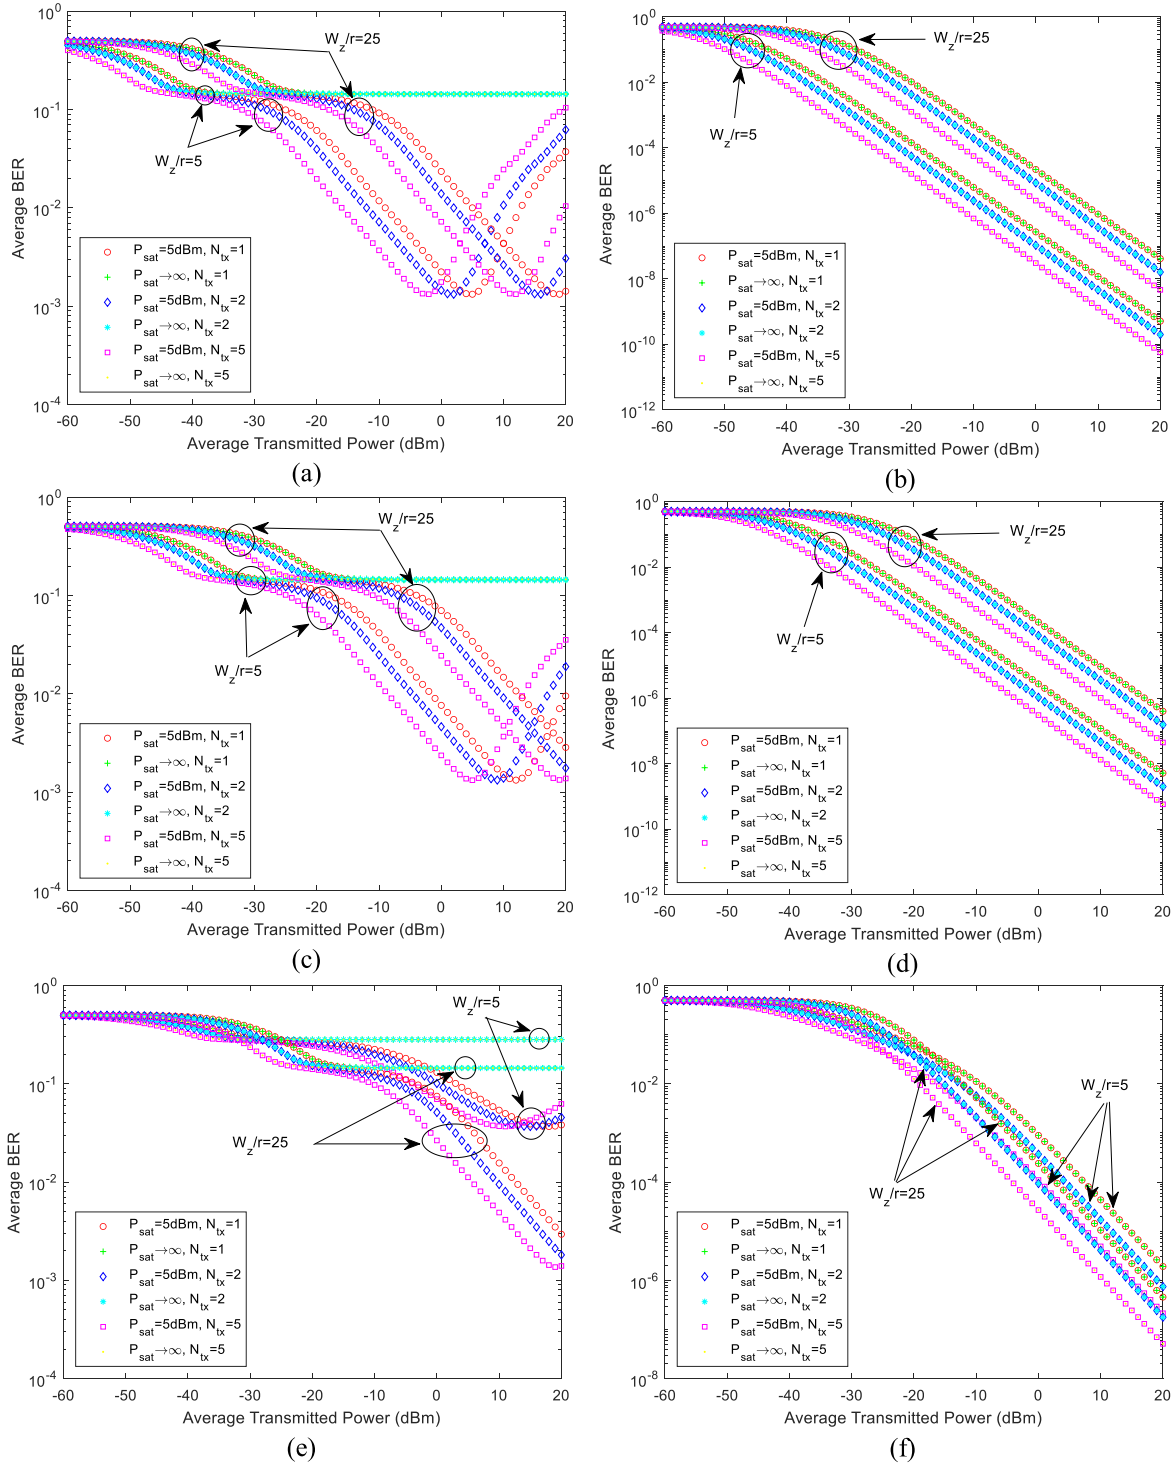 10^0
10^-1
10^-2
10^-3
10^-4
Average BER
W_z/r=25
W_z/r=5
P_sat=5dBm, N_tx=1
P_sat→∞, N_tx=1
P_sat=5dBm, N_tx=2
P_sat→∞, N_tx=2
P_sat=5dBm, N_tx=5
P_sat→∞, N_tx=5
-60 -50 -40 -30 -20 -10 0 10 20
Average Transmitted Power (dBm)
(a)
10^0
10^-2
10^-4
10^-6
10^-8
10^-10
10^-12
Average BER
W_z/r=25
W_z/r=5
P_sat=5dBm, N_tx=1
P_sat→∞, N_tx=1
P_sat=5dBm, N_tx=2
P_sat→∞, N_tx=2
P_sat=5dBm, N_tx=5
P_sat→∞, N_tx=5
-60 -50 -40 -30 -20 -10 0 10 20
Average Transmitted Power (dBm)
(b)
10^0
10^-1
10^-2
10^-3
10^-4
Average BER
W_z/r=25
W_z/r=5
P_sat=5dBm, N_tx=1
P_sat→∞, N_tx=1
P_sat=5dBm, N_tx=2
P_sat→∞, N_tx=2
P_sat=5dBm, N_tx=5
P_sat→∞, N_tx=5
-60 -50 -40 -30 -20 -10 0 10 20
Average Transmitted Power (dBm)
(c)
10^0
10^-2
10^-4
10^-6
10^-8
10^-10
10^-12
Average BER
W_z/r=25
W_z/r=5
P_sat=5dBm, N_tx=1
P_sat→∞, N_tx=1
P_sat=5dBm, N_tx=2
P_sat→∞, N_tx=2
P_sat=5dBm, N_tx=5
P_sat→∞, N_tx=5
-60 -50 -40 -30 -20 -10 0 10 20
Average Transmitted Power (dBm)
(d)
10^0
10^-1
10^-2
10^-3
10^-4
Average BER
W_z/r=5
W_z/r=25
P_sat=5dBm, N_tx=1
P_sat→∞, N_tx=1
P_sat=5dBm, N_tx=2
P_sat→∞, N_tx=2
P_sat=5dBm, N_tx=5
P_sat→∞, N_tx=5
-60 -50 -40 -30 -20 -10 0 10 20
Average Transmitted Power (dBm)
(e)
10^0
10^-2
10^-4
10^-6
10^-8
Average BER
W_z/r=5
W_z/r=25
P_sat=5dBm, N_tx=1
P_sat→∞, N_tx=1
P_sat=5dBm, N_tx=2
P_sat→∞, N_tx=2
P_sat=5dBm, N_tx=5
P_sat→∞, N_tx=5
-60 -50 -40 -30 -20 -10 0 10 20
Average Transmitted Power (dBm)
(f)